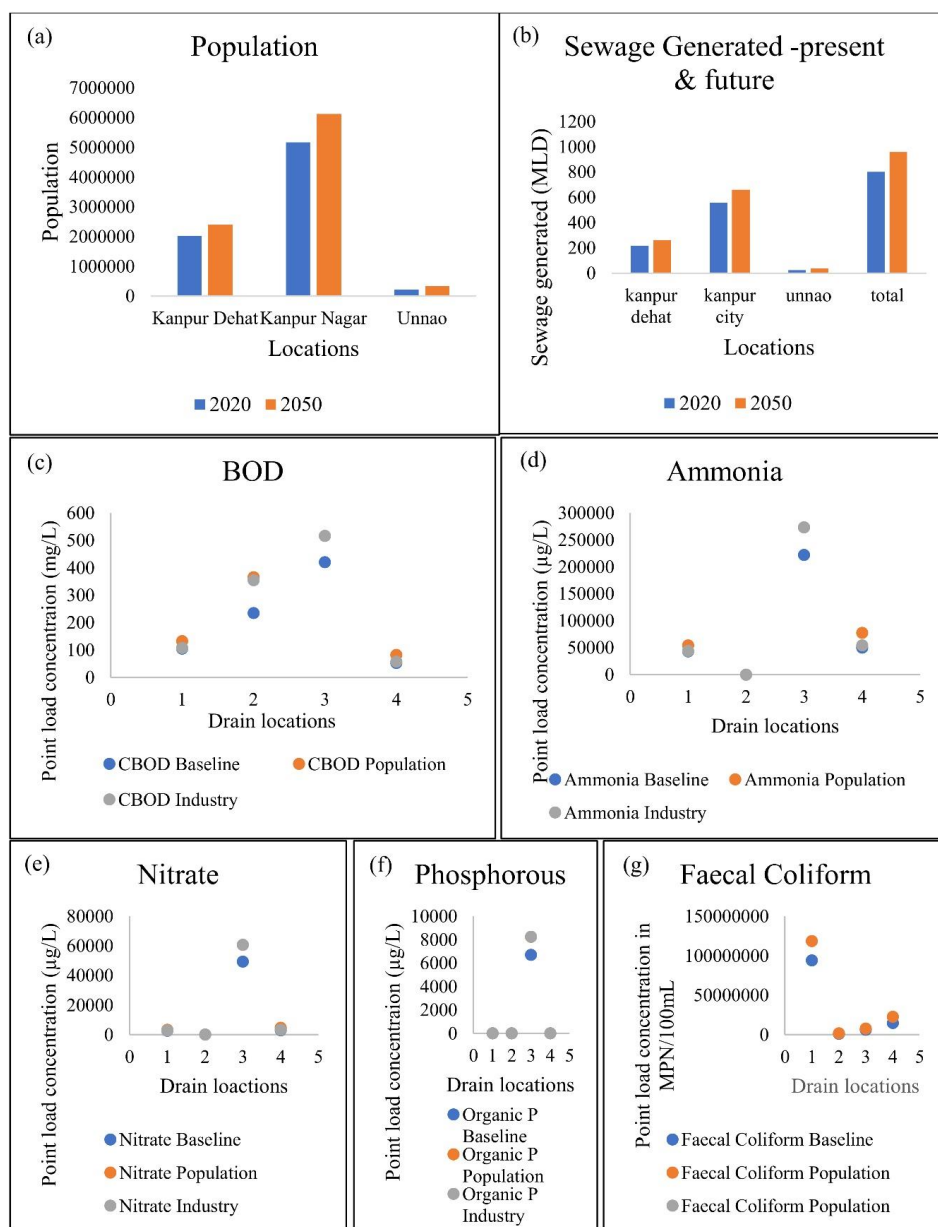 (a)
Population
7000000
6000000
5000000
4000000
3000000
2000000
1000000
0
Population
Kanpur Dehat Kanpur Nagar Unnao
Locations
2020 2050
(b)
Sewage Generated -present
& future
1200
1000
800
600
400
200
0
Sewage generated (MLD)
kanpur dehat
kanpur city
unnao
total
Locations
2020 2050
(c)
BOD
600
500
400
300
200
100
0
Point load concentraion (mg/L)
0 1 2 3 4 5
Drain locations
CBOD Baseline CBOD Population
CBOD Industry
(d)
Ammonia
300000
250000
200000
150000
100000
50000
0
Point load concentration (µg/L)
0 1 2 3 4 5
Drain locations
Ammonia Baseline Ammonia Population
Ammonia Industry
(e)
Nitrate
80000
60000
40000
20000
0
Point load concentration (µg/L)
0 1 2 3 4 5
Drain loactions
Nitrate Baseline
Nitrate Population
Nitrate Industry
(f)
Phosphorous
10000
8000
6000
4000
2000
0
Point load concentraion (µg/L)
0 1 2 3 4 5
Drain locations
Organic P
Baseline
Organic P
Population
Organic P
Industry
(g)
Faecal Coliform
150000000
100000000
50000000
0
Point load concentration in
MPN/100mL
0 1 2 3 4 5
Drain locations
Faecal Coliform Baseline
Faecal Coliform Population
Faecal Coliform Population